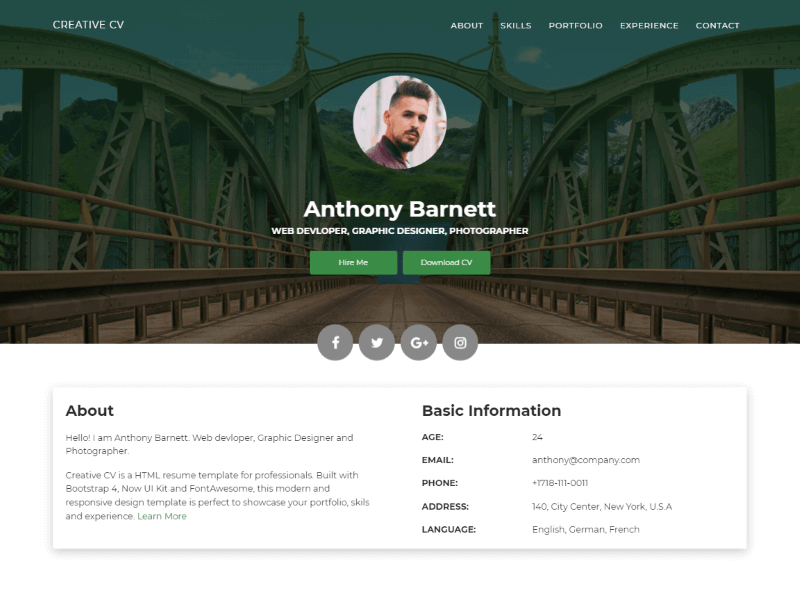 CREATIVE CV
ABOUT SKILLS PORTFOLIO EXPERIENCE CONTACT
Anthony Barnett
WEB DEVLOPER, GRAPHIC DESIGNER, PHOTOGRAPHER
Hire Me Download CV
About
Hello! I am Anthony Barnett. Web devloper, Graphic Designer and
Photographer.
Creative CV is a HTML resume template for professionals. Built with
Bootstrap 4, Now UI Kit and FontAwesome, this modern and
responsive design template is perfect to showcase your portfolio, skils
and experience. Learn More
Basic Information
AGE: 24
EMAIL: anthony@company.com
PHONE: +1718-111-0011
ADDRESS: 140, City Center, New York, U.S.A
LANGUAGE: English, German, French